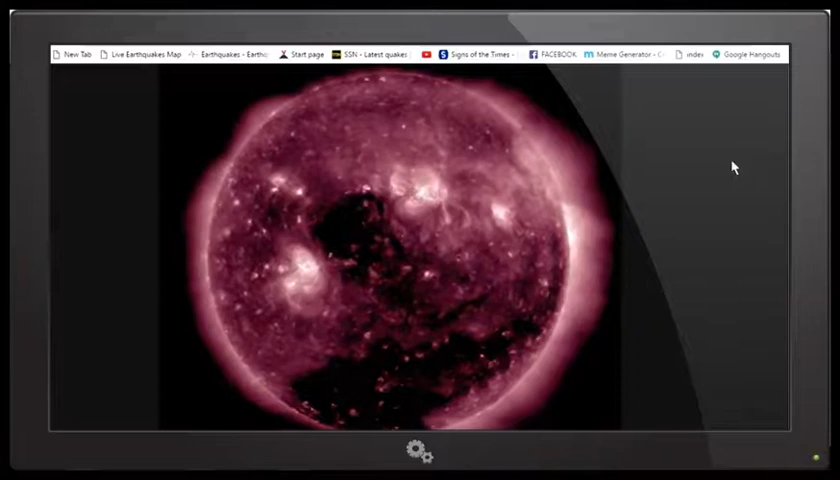 New Tab Live Earthquakes Map Earthquakes - Earthq Start page SSN - Latest quakes Signs of the Times - FACEBOOK Meme Generator - C index Google Hangouts